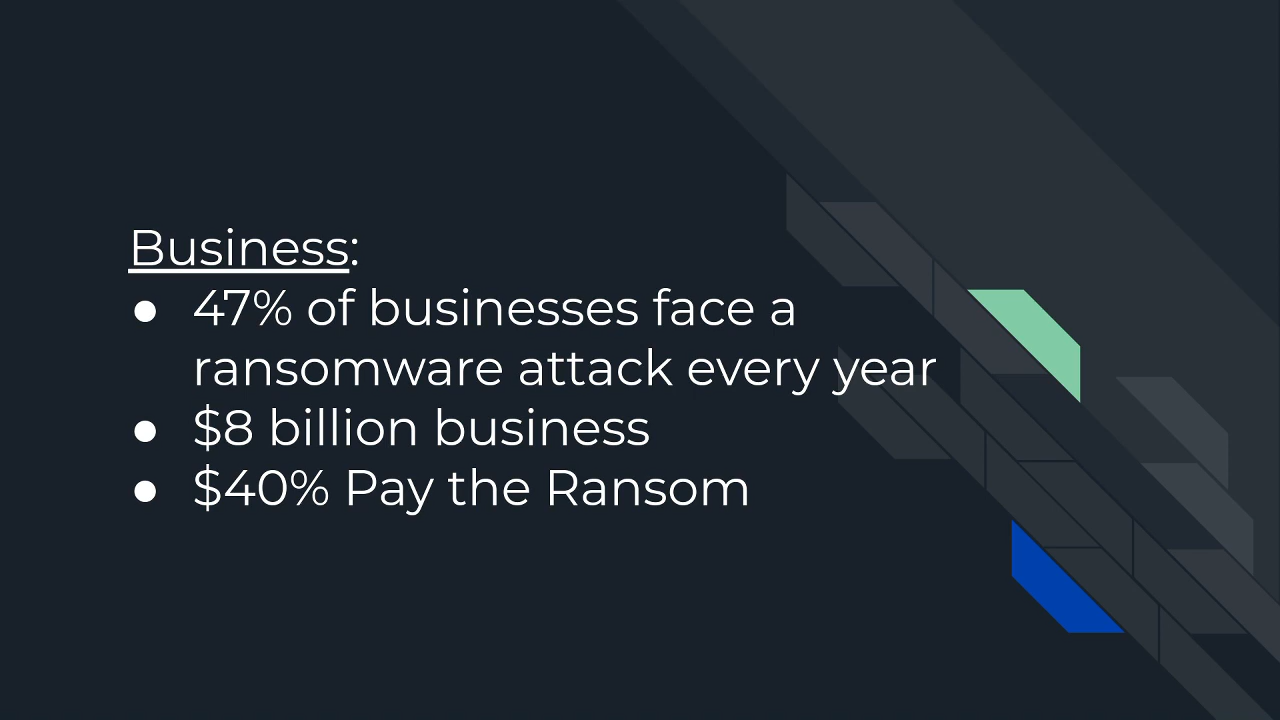 Business:
● 47% of businesses face a
ransomware attack every year
● $8 billion business
● $40% Pay the Ransom